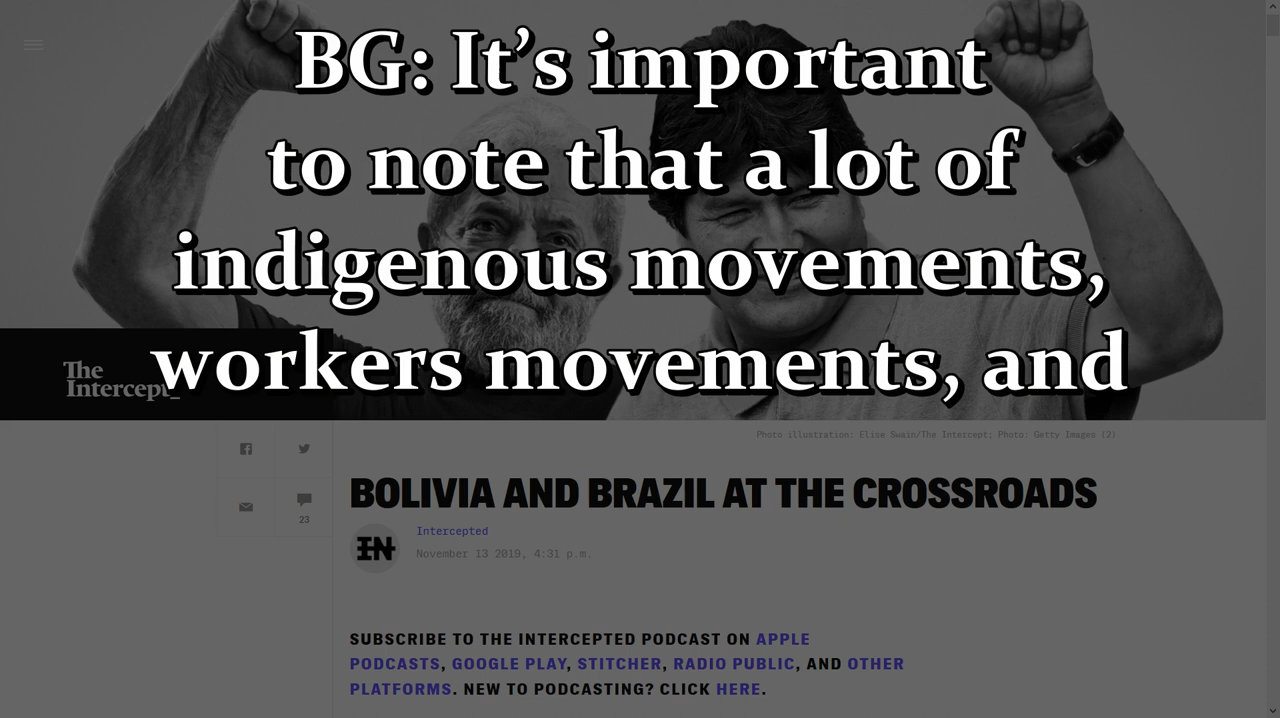 BG: It's important
to note that a lot of
indigenous movements,
workers movements, and
The
Intercept_
Photo illustration: Elise Swain/The Intercept; Photo: Getty Images (2)
23
BOLIVIA AND BRAZIL AT THE CROSSROADS
IN
Intercepted
November 13 2019, 4:31 p.m.
SUBSCRIBE TO THE INTERCEPTED PODCAST ON APPLE
PODCASTS, GOOGLE PLAY, STITCHER, RADIO PUBLIC, AND OTHER
PLATFORMS. NEW TO PODCASTING? CLICK HERE.